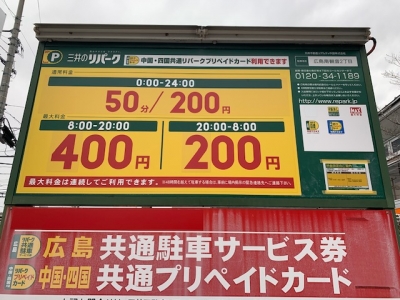 P 三井のリパーク
中国・四国共通リパークプリペイドカード利用できます
通常料金
0:00-24:00
50分/200円
最大料金
8:00-20:00
400円
20:00-8:00
200円
最大料金は連続してご利用できます。
0120-34-1189
http://www.repark.jp
広島 共通駐車サービス券
中国・四国 共通プリペイドカード